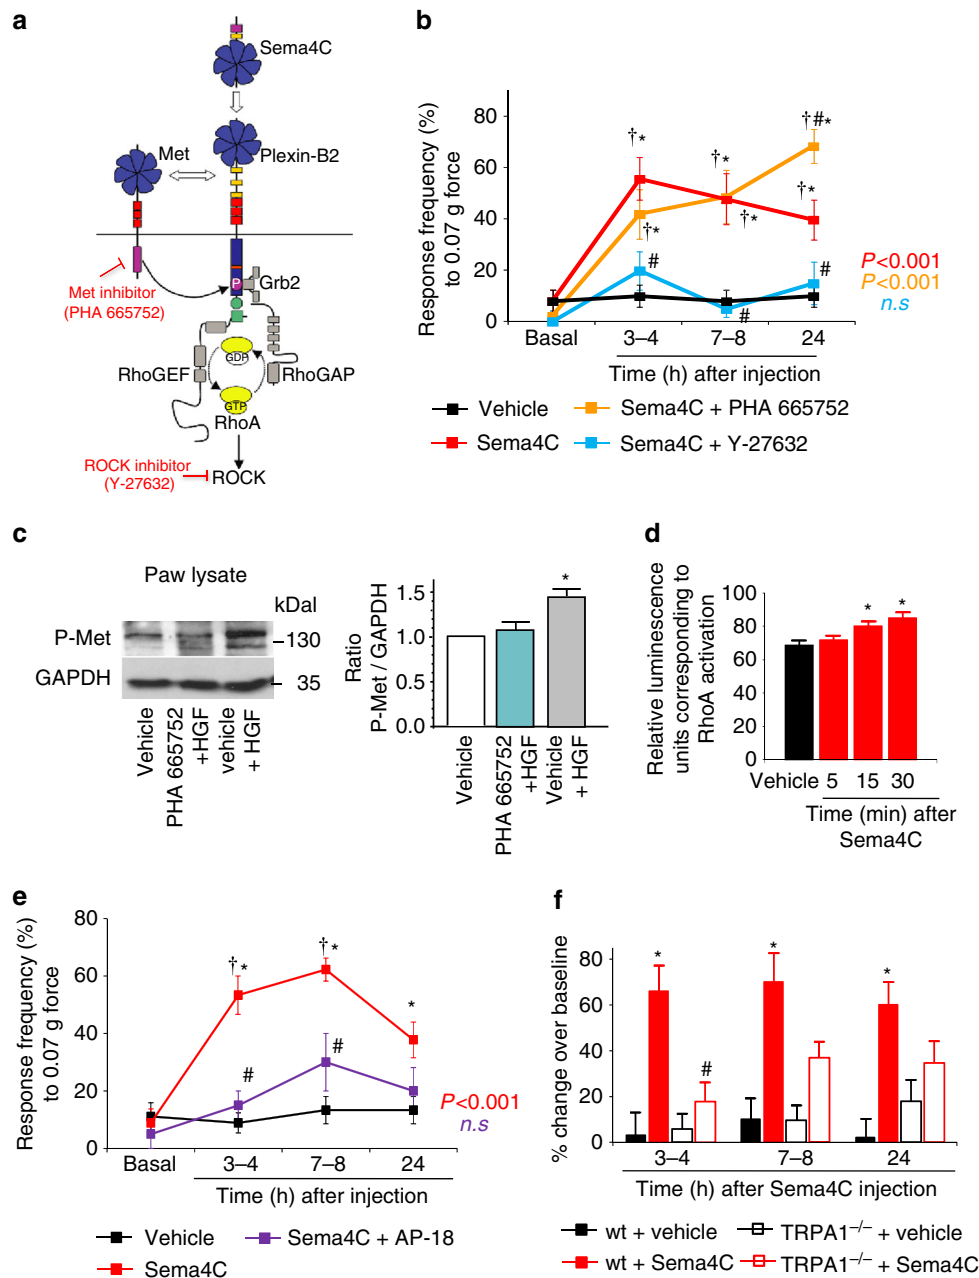 a
Sema4C
Met
Plexin-B2
P
Grb2
Met inhibitor
(PHA 665752)
GDP
RhoGEF
RhoGAP
GTP
RhoA
ROCK inhibitor
(Y-27632)
ROCK
b
Response frequency (%)
to 0.07 g force
80
60
40
20
0
†*
†*
†#*
†*
†*
†*
#
#
#
P<0.001
P<0.001
n.s
Basal
3–4
7–8
24
Time (h) after injection
Vehicle
Sema4C + PHA 665752
Sema4C
Sema4C + Y-27632
c
Paw lysate
kDal
P-Met
130
GAPDH
35
Vehicle
PHA 665752
+HGF
vehicle
+ HGF
Ratio
P-Met / GAPDH
1.5
1.0
0.5
0.0
*
Vehicle
PHA 665752
+HGF
Vehicle
+ HGF
d
Relative luminescence
units corresponding to
RhoA activation
100
80
60
40
20
0
*
*
Vehicle
5
15
30
Time (min) after
Sema4C
e
Response frequency (%)
to 0.07 g force
80
60
40
20
0
†*
†*
*
#
#
P<0.001
n.s
Basal
3–4
7–8
24
Time (h) after injection
Vehicle
Sema4C + AP-18
Sema4C
f
% change over baseline
80
60
40
20
0
*
*
*
#
3–4
7–8
24
Time (h) after Sema4C injection
wt + vehicle
TRPA1–/– + vehicle
wt + Sema4C
TRPA1–/– + Sema4C